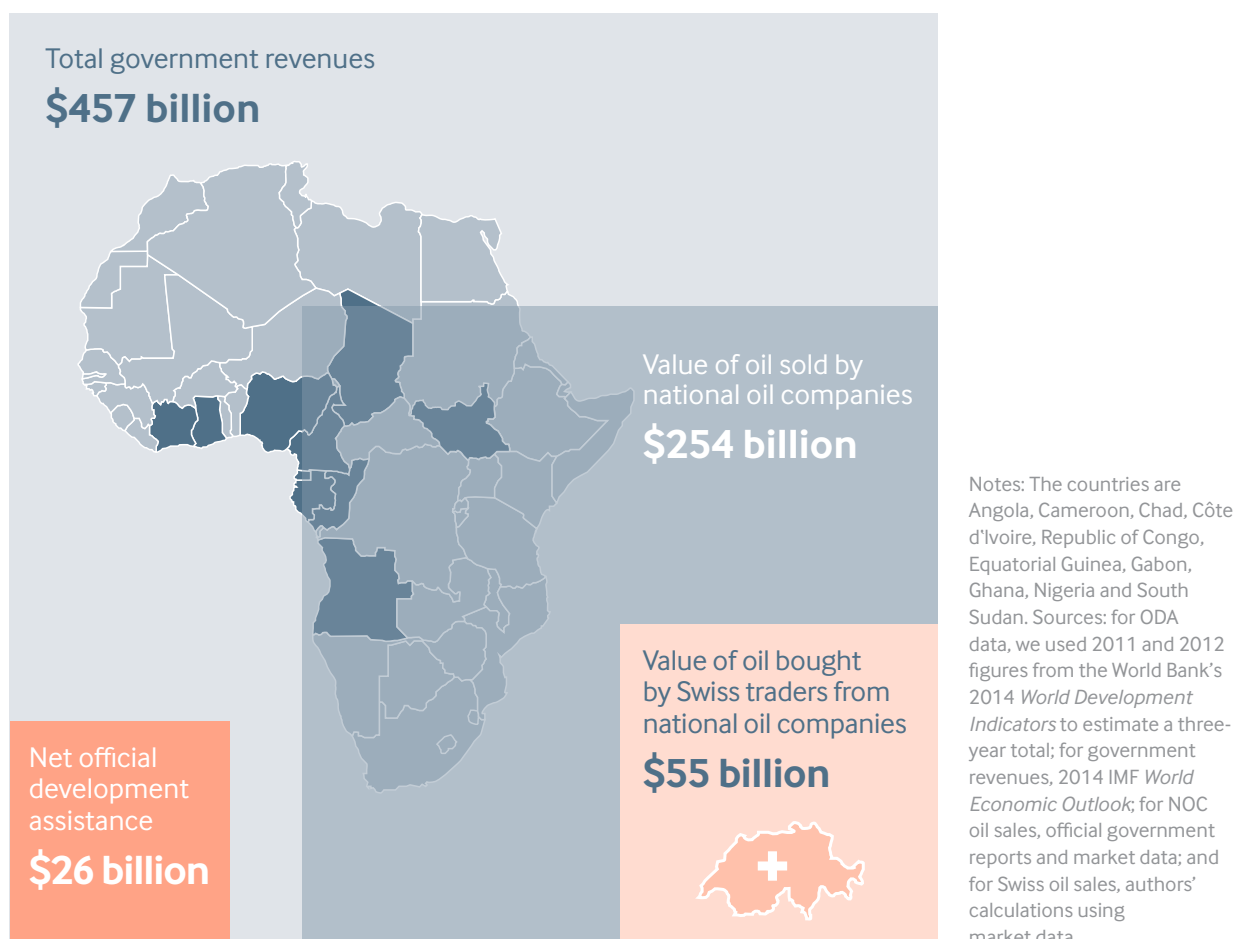 Total government revenues
$457 billion
Value of oil sold by
national oil companies
$254 billion
Value of oil bought
by Swiss traders from
national oil companies
$55 billion
Net official
development
assistance
$26 billion
Notes: The countries are
Angola, Cameroon, Chad, Côte
d'Ivoire, Republic of Congo,
Equatorial Guinea, Gabon,
Ghana, Nigeria and South
Sudan. Sources: for ODA
data, we used 2011 and 2012
figures from the World Bank's
2014 World Development
Indicators to estimate a three-
year total; for government
revenues, 2014 IMF World
Economic Outlook; for NOC
oil sales, official government
reports and market data; and
for Swiss oil sales, authors'
calculations using
market data